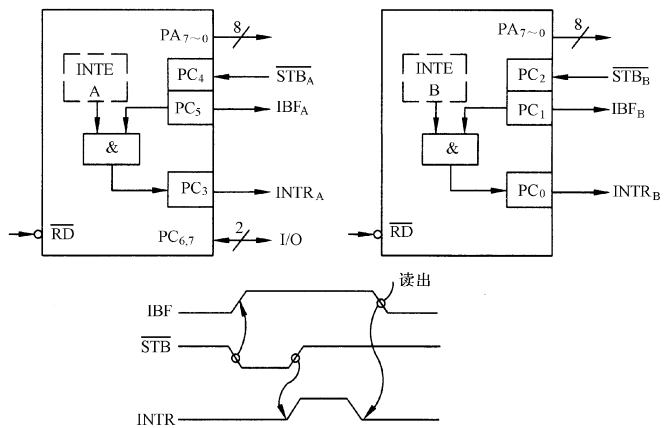 PA7~0 8
INTE
A
PC4 STBA
PC5 IBFA
&
PC3 INTRA
RD
PC6,7 2 I/O
PA7~0 8
INTE
B
PC2 STBB
PC1 IBFB
&
PC0 INTRB
RD
读出
IBF
STB
INTR